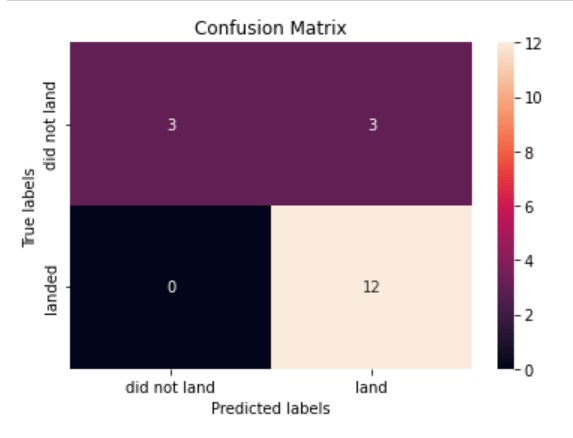 Confusion Matrix
did not land
landed
True labels
3 3
0 12
did not land land
Predicted labels
12
10
8
6
4
2
0